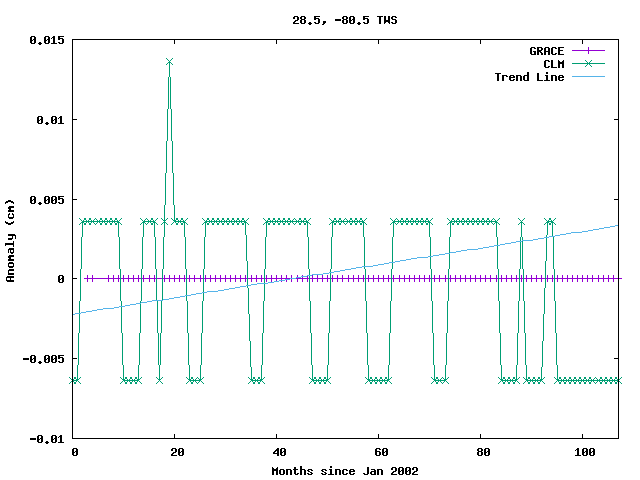 28.5, -80.5 TWS
GRACE
CLM
Trend Line
0.015
0.01
0.005
0
-0.005
-0.01
Anomaly (cm)
0 20 40 60 80 100
Months since Jan 2002